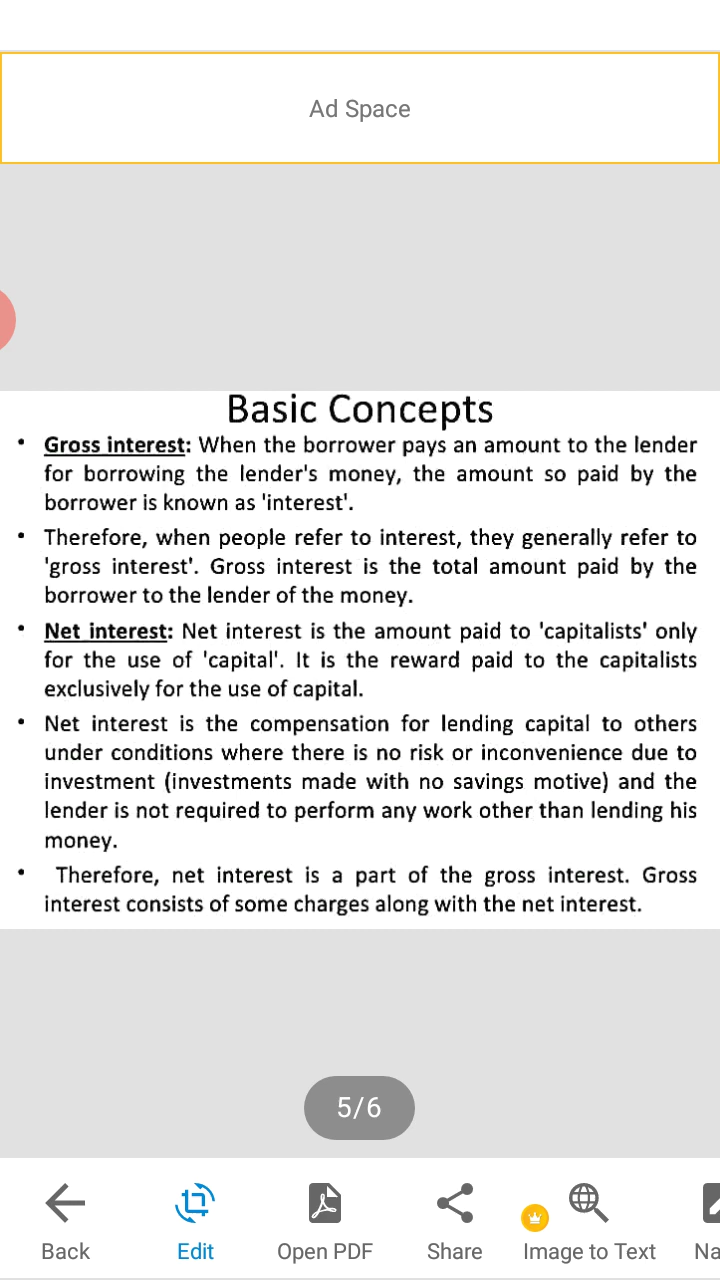 Ad Space
Basic Concepts
• Gross interest: When the borrower pays an amount to the lender
for borrowing the lender's money, the amount so paid by the
borrower is known as 'interest'.
• Therefore, when people refer to interest, they generally refer to
'gross interest'. Gross interest is the total amount paid by the
borrower to the lender of the money.
• Net interest: Net interest is the amount paid to 'capitalists' only
for the use of 'capital'. It is the reward paid to the capitalists
exclusively for the use of capital.
• Net interest is the compensation for lending capital to others
under conditions where there is no risk or inconvenience due to
investment (investments made with no savings motive) and the
lender is not required to perform any work other than lending his
money.
• Therefore, net interest is a part of the gross interest. Gross
interest consists of some charges along with the net interest.
5/6
Back Edit Open PDF Share Image to Text Na